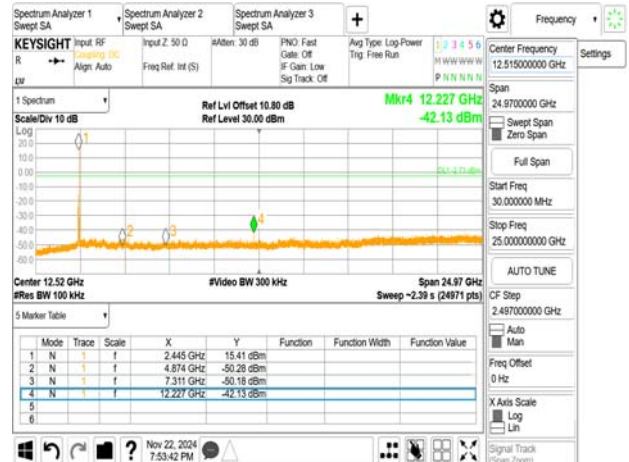 Spectrum Analyzer 1
Swept SA
Spectrum Analyzer 2
Swept SA
Spectrum Analyzer 3
Swept SA
+
Frequency
KEYSIGHT
R
Input: RF
Coupling: DC
Align: Auto
Input Z: 50 Ω
Freq Ref: Int (S)
#Atten: 30 dB
PNO: Fast
Gate: Off
IF Gain: Low
Sig Track: Off
Avg Type: Log-Power
Trig: Free Run
1 2 3 4 5 6
M W W W W W
P N N N N N
1 Spectrum
Scale/Div 10 dB
Ref Lvl Offset 10.80 dB
Ref Level 30.00 dBm
Mkr4 12.227 GHz
-42.13 dBm
Log
20.0
10.0
0.00
-10.0
-20.0
-30.0
-40.0
-50.0
-60.0
1
2
3
4
Center 12.52 GHz
#Res BW 100 kHz
#Video BW 300 kHz
Span 24.97 GHz
Sweep ~2.39 s (24971 pts)
5 Marker Table
Mode Trace Scale X Y Function Function Width Function Value
1 N 1 f 2.445 GHz 15.41 dBm
2 N 1 f 4.874 GHz -50.28 dBm
3 N 1 f 7.311 GHz -50.18 dBm
4 N 1 f 12.227 GHz -42.13 dBm
5
6
Nov 22, 2024
7:53:42 PM
Center Frequency
12.515000000 GHz
Settings
Span
24.9700000 GHz
Swept Span
Zero Span
Full Span
Start Freq
30.000000 MHz
Stop Freq
25.000000000 GHz
AUTO TUNE
CF Step
2.497000000 GHz
Auto
Man
Freq Offset
0 Hz
X Axis Scale
Log
Lin
Signal Track
(Span Zoom)